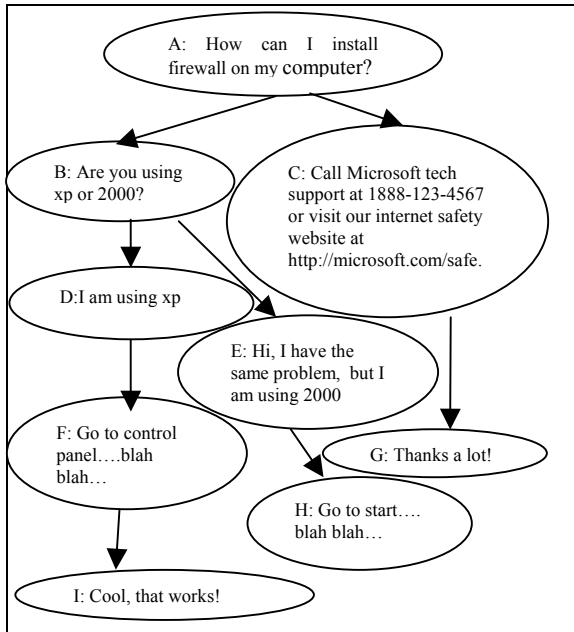 A: How can I install
firewall on my computer?
B: Are you using
xp or 2000?
C: Call Microsoft tech
support at 1888-123-4567
or visit our internet safety
website at
http://microsoft.com/safe.
D:I am using xp
E: Hi, I have the
same problem, but I
am using 2000
F: Go to control
panel….blah
blah…
G: Thanks a lot!
H: Go to start….
blah blah…
I: Cool, that works!